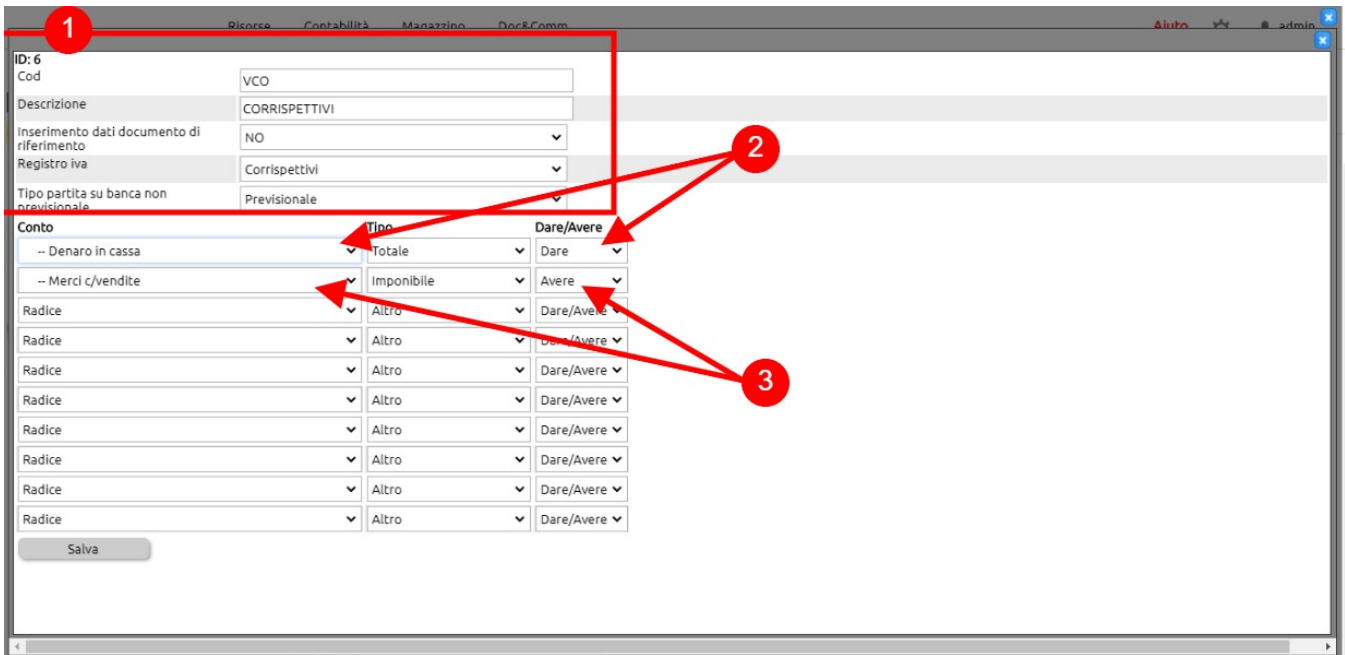 Risorse Contabilità Magazzino Doc&Comm Aiuto admin
1
ID: 6
Cod VCO
Descrizione CORRISPETTIVI
Inserimento dati documento di
riferimento NO
Registro iva Corrispettivi
Tipo partita su banca non
previsionale Previsionale
2
Conto Tipo Dare/Avere
-- Denaro in cassa Totale Dare
-- Merci c/vendite Imponibile Avere
Radice Altro Dare/Avere
Radice Altro Dare/Avere
Radice Altro Dare/Avere
3
Radice Altro Dare/Avere
Radice Altro Dare/Avere
Radice Altro Dare/Avere
Radice Altro Dare/Avere
Radice Altro Dare/Avere
Salva